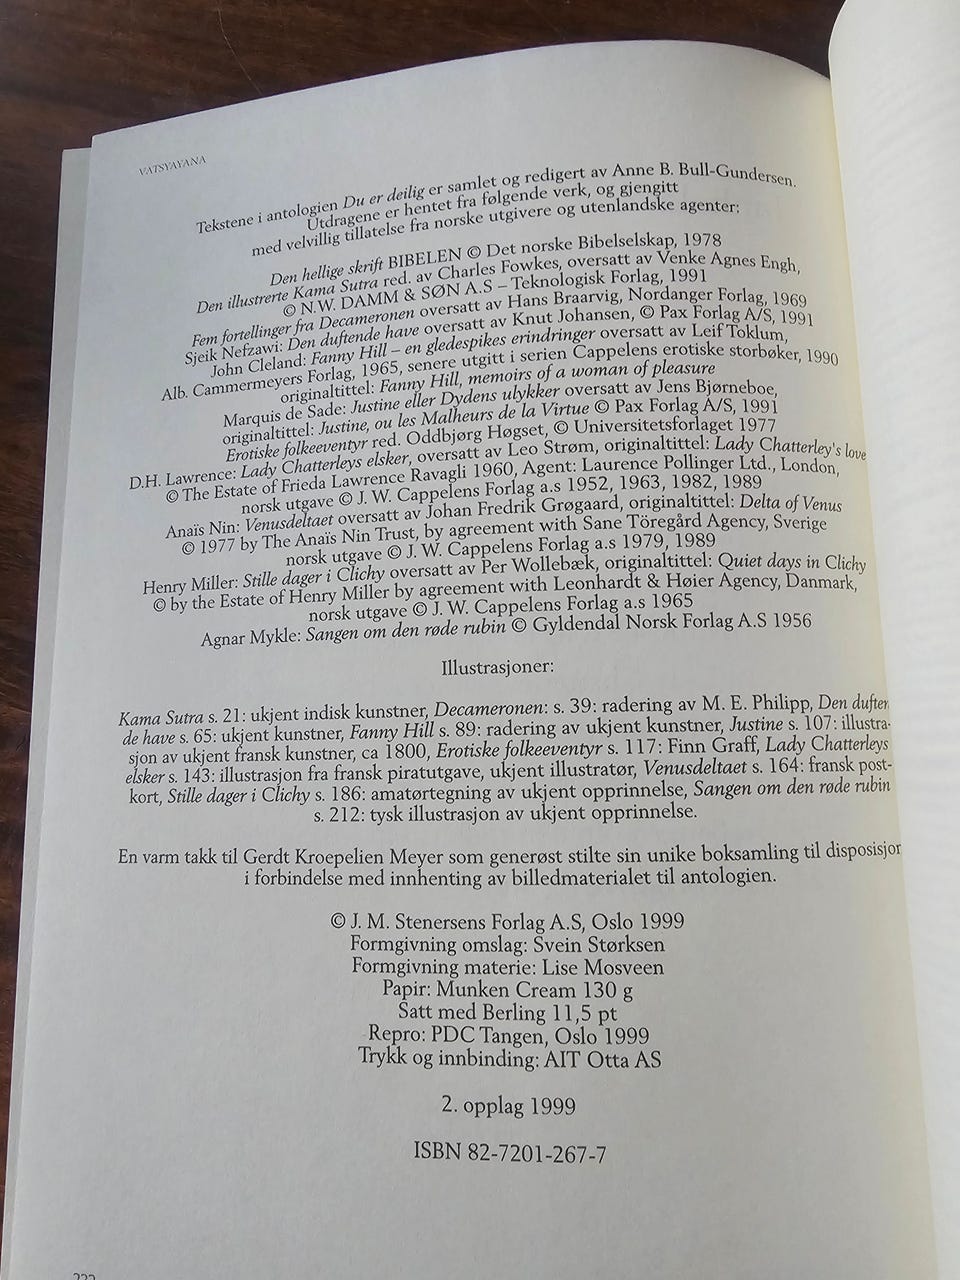 VATSYAYANA
Tekstene i antologien Du er deilig er samlet og redigert av Anne B. Bull-Gundersen.
Utdragene er hentet fra følgende verk, og gjengitt
med velvillig tillatelse fra norske utgivere og utenlandske agenter:
Den hellige skrift BIBELEN © Det norske Bibelselskap, 1978
Den illustrerte Kama Sutra red. av Charles Fowkes, oversatt av Venke Agnes Engh,
© N.W. DAMM & SØN A.S – Teknologisk Forlag, 1991
Fem fortellinger fra Decameronen oversatt av Hans Braarvig, Nordanger Forlag, 1969
Sjeik Nefzawi: Den duftende have oversatt av Knut Johansen, © Pax Forlag A/S, 1991
John Cleland: Fanny Hill – en gledespikes erindringer oversatt av Leif Toklum,
Alb. Cammermeyers Forlag, 1965, senere utgitt i serien Cappelens erotiske storbøker, 1990
originaltittel: Fanny Hill, memoirs of a woman of pleasure
Marquis de Sade: Justine eller Dydens ulykker oversatt av Jens Bjørneboe,
originaltittel: Justine, ou les Malheurs de la Virtue © Pax Forlag A/S, 1991
Erotiske folkeeventyr red. Oddbjørg Høgset, © Universitetsforlaget 1977
D.H. Lawrence: Lady Chatterleys elsker, oversatt av Leo Strøm, originaltittel: Lady Chatterley's love
© The Estate of Frieda Lawrence Ravagli 1960, Agent: Laurence Pollinger Ltd., London,
norsk utgave © J. W. Cappelens Forlag a.s 1952, 1963, 1982, 1989
Anaïs Nin: Venusdeltaet oversatt av Johan Fredrik Grøgaard, originaltittel: Delta of Venus
© 1977 by The Anaïs Nin Trust, by agreement with Sane Töregård Agency, Sverige
norsk utgave © J. W. Cappelens Forlag a.s 1979, 1989
Henry Miller: Stille dager i Clichy oversatt av Per Wollebæk, originaltittel: Quiet days in Clichy
© by the Estate of Henry Miller by agreement with Leonhardt & Høier Agency, Danmark,
norsk utgave © J. W. Cappelens Forlag a.s 1965
Agnar Mykle: Sangen om den røde rubin © Gyldendal Norsk Forlag A.S 1956
Illustrasjoner:
Kama Sutra s. 21: ukjent indisk kunstner, Decameronen: s. 39: radering av M. E. Philipp, Den duften
de have s. 65: ukjent kunstner, Fanny Hill s. 89: radering av ukjent kunstner, Justine s. 107: illustra-
sjon av ukjent fransk kunstner, ca 1800, Erotiske folkeeventyr s. 117: Finn Graff, Lady Chatterleys
elsker s. 143: illustrasjon fra fransk piratutgave, ukjent illustratør, Venusdeltaet s. 164: fransk post-
kort, Stille dager i Clichy s. 186: amatørtegning av ukjent opprinnelse, Sangen om den røde rubin
s. 212: tysk illustrasjon av ukjent opprinnelse.
En varm takk til Gerdt Kroepelien Meyer som generøst stilte sin unike boksamling til disposisjon
i forbindelse med innhenting av billedmaterialet til antologien.
© J. M. Stenersens Forlag A.S, Oslo 1999
Formgivning omslag: Svein Størksen
Formgivning materie: Lise Mosveen
Papir: Munken Cream 130 g
Satt med Berling 11,5 pt
Repro: PDC Tangen, Oslo 1999
Trykk og innbinding: AIT Otta AS
2. opplag 1999
ISBN 82-7201-267-7